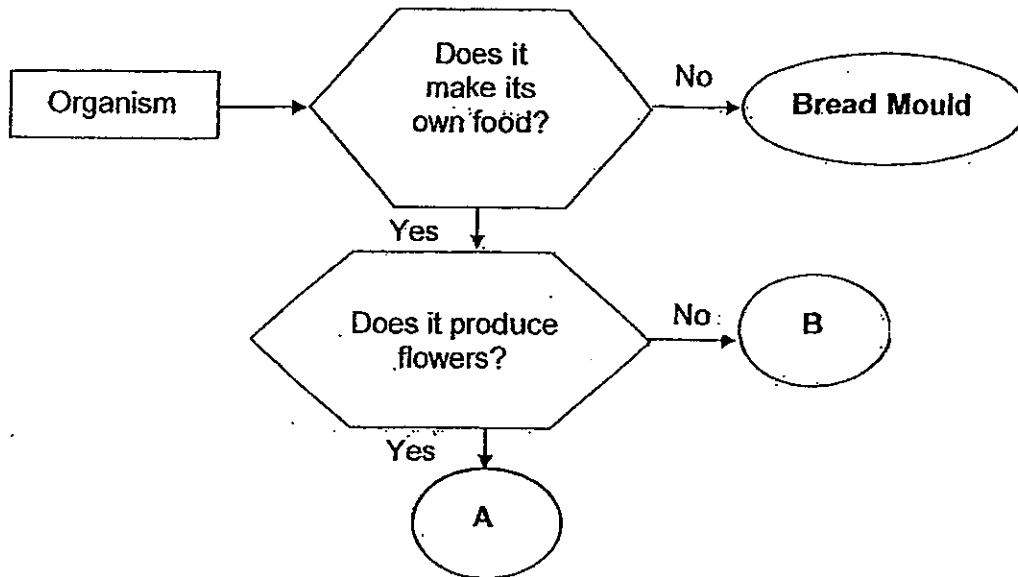 Organism
Does it
make its
own food?
No
Bread Mould
Yes
Does it produce
flowers?
No
B
Yes
A